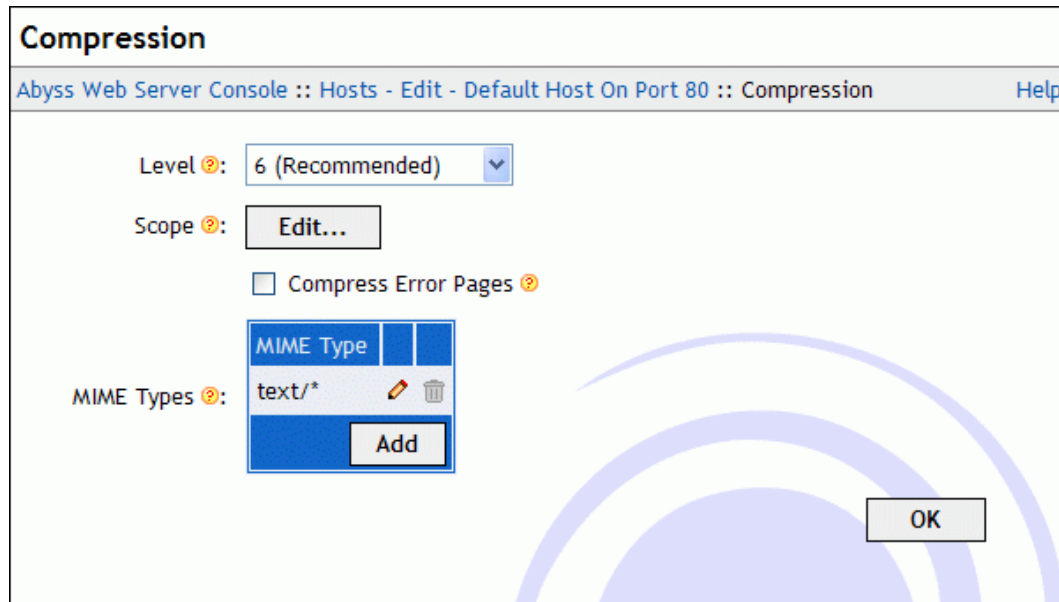 Compression
Abyss Web Server Console :: Hosts - Edit - Default Host On Port 80 :: Compression Help
Level ?: 6 (Recommended)
Scope ?: Edit...
Compress Error Pages ?
MIME Type
MIME Types ?: text/*
Add
OK